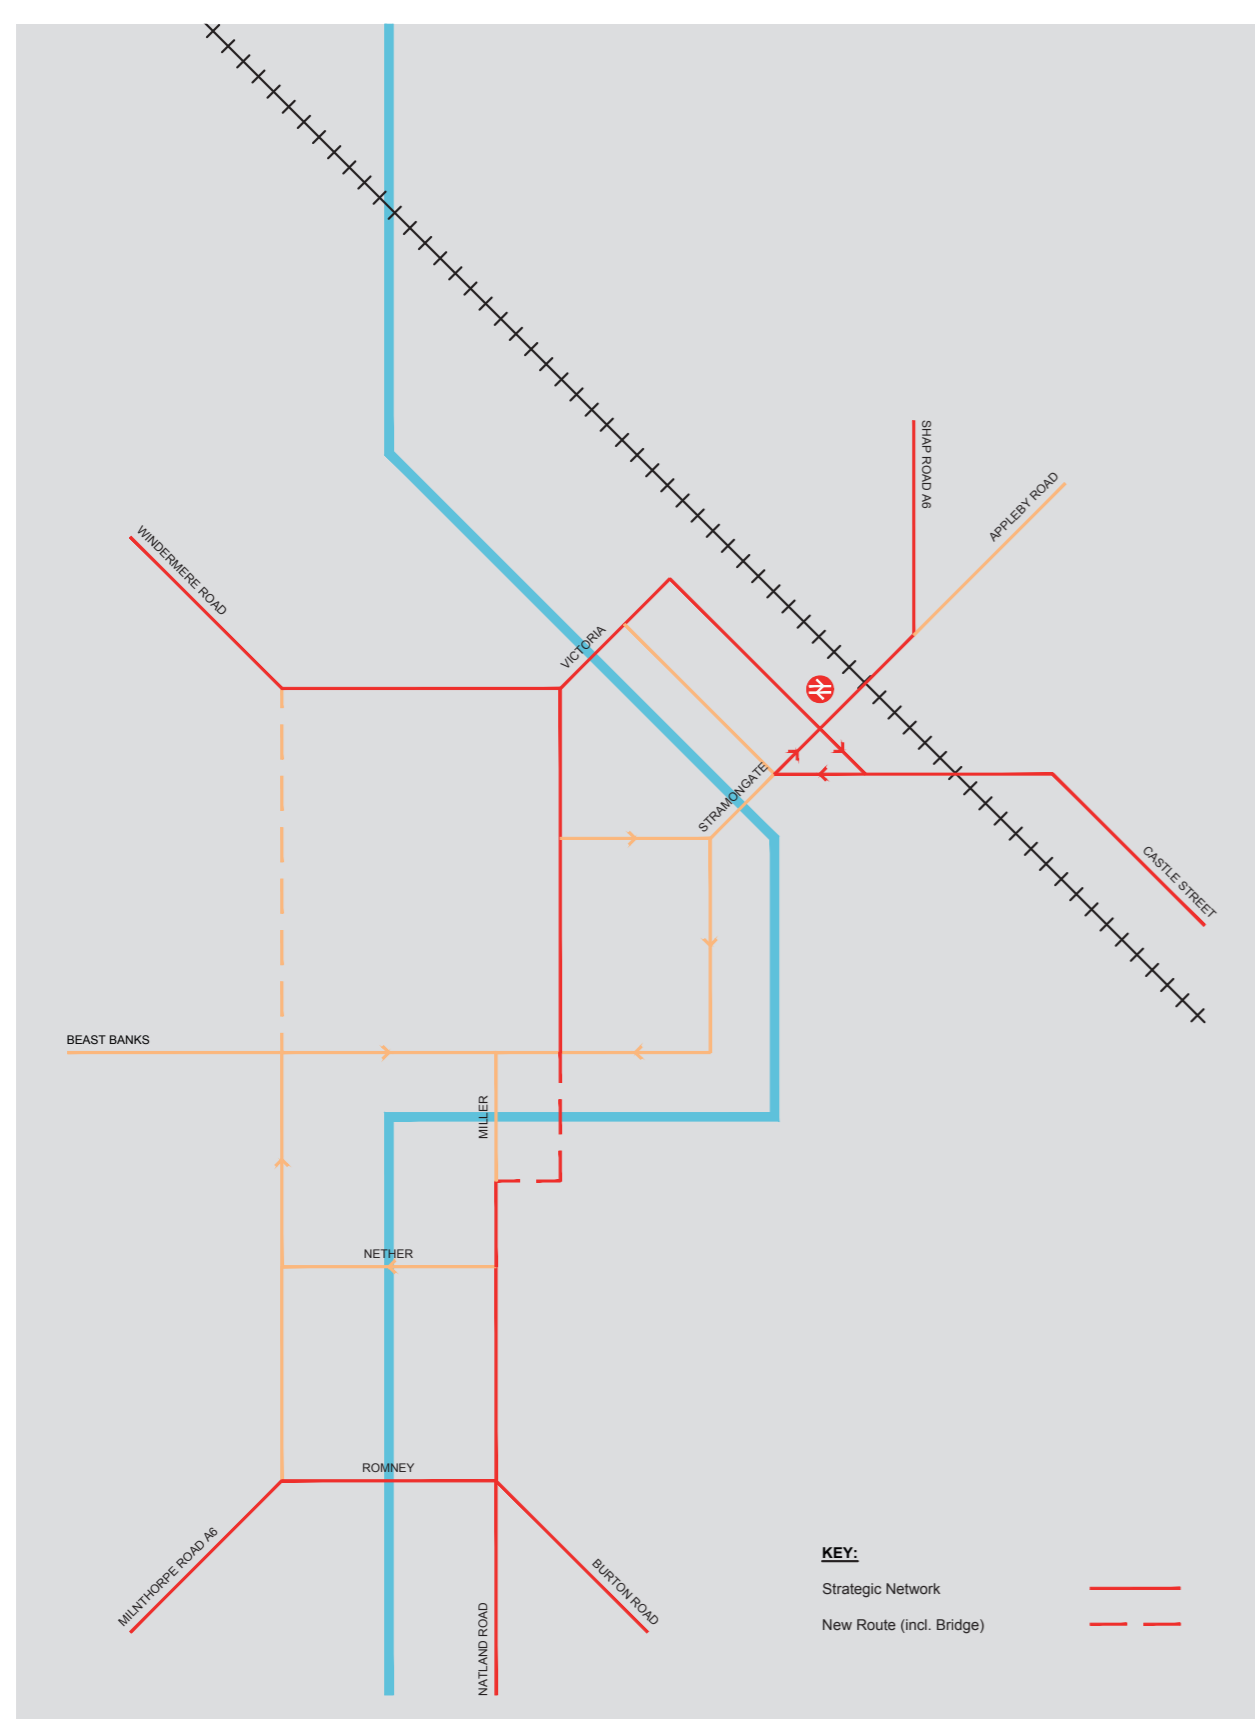 SHAP ROAD A6
APPLEBY ROAD
WINDERMERE ROAD
VICTORIA
STRAMONGATE
CASTLE STREET
BEAST BANKS
MILLER
NETHER
ROMNEY
MILNTHORPE ROAD A6
BURTON ROAD
NATLAND ROAD
KEY:
Strategic Network
New Route (incl. Bridge)